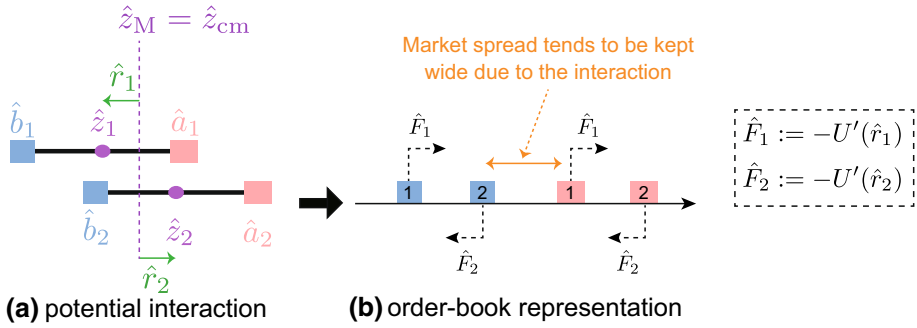 ẑ_M = ẑ_cm
r̂_1
b̂_1 ẑ_1 â_1
b̂_2 ẑ_2 â_2
r̂_2
(a) potential interaction
Market spread tends to be kept
wide due to the interaction
F̂_1 F̂_1
1 2 1 2
F̂_2 F̂_2
(b) order-book representation
F̂_1 := −U′(r̂_1)
F̂_2 := −U′(r̂_2)